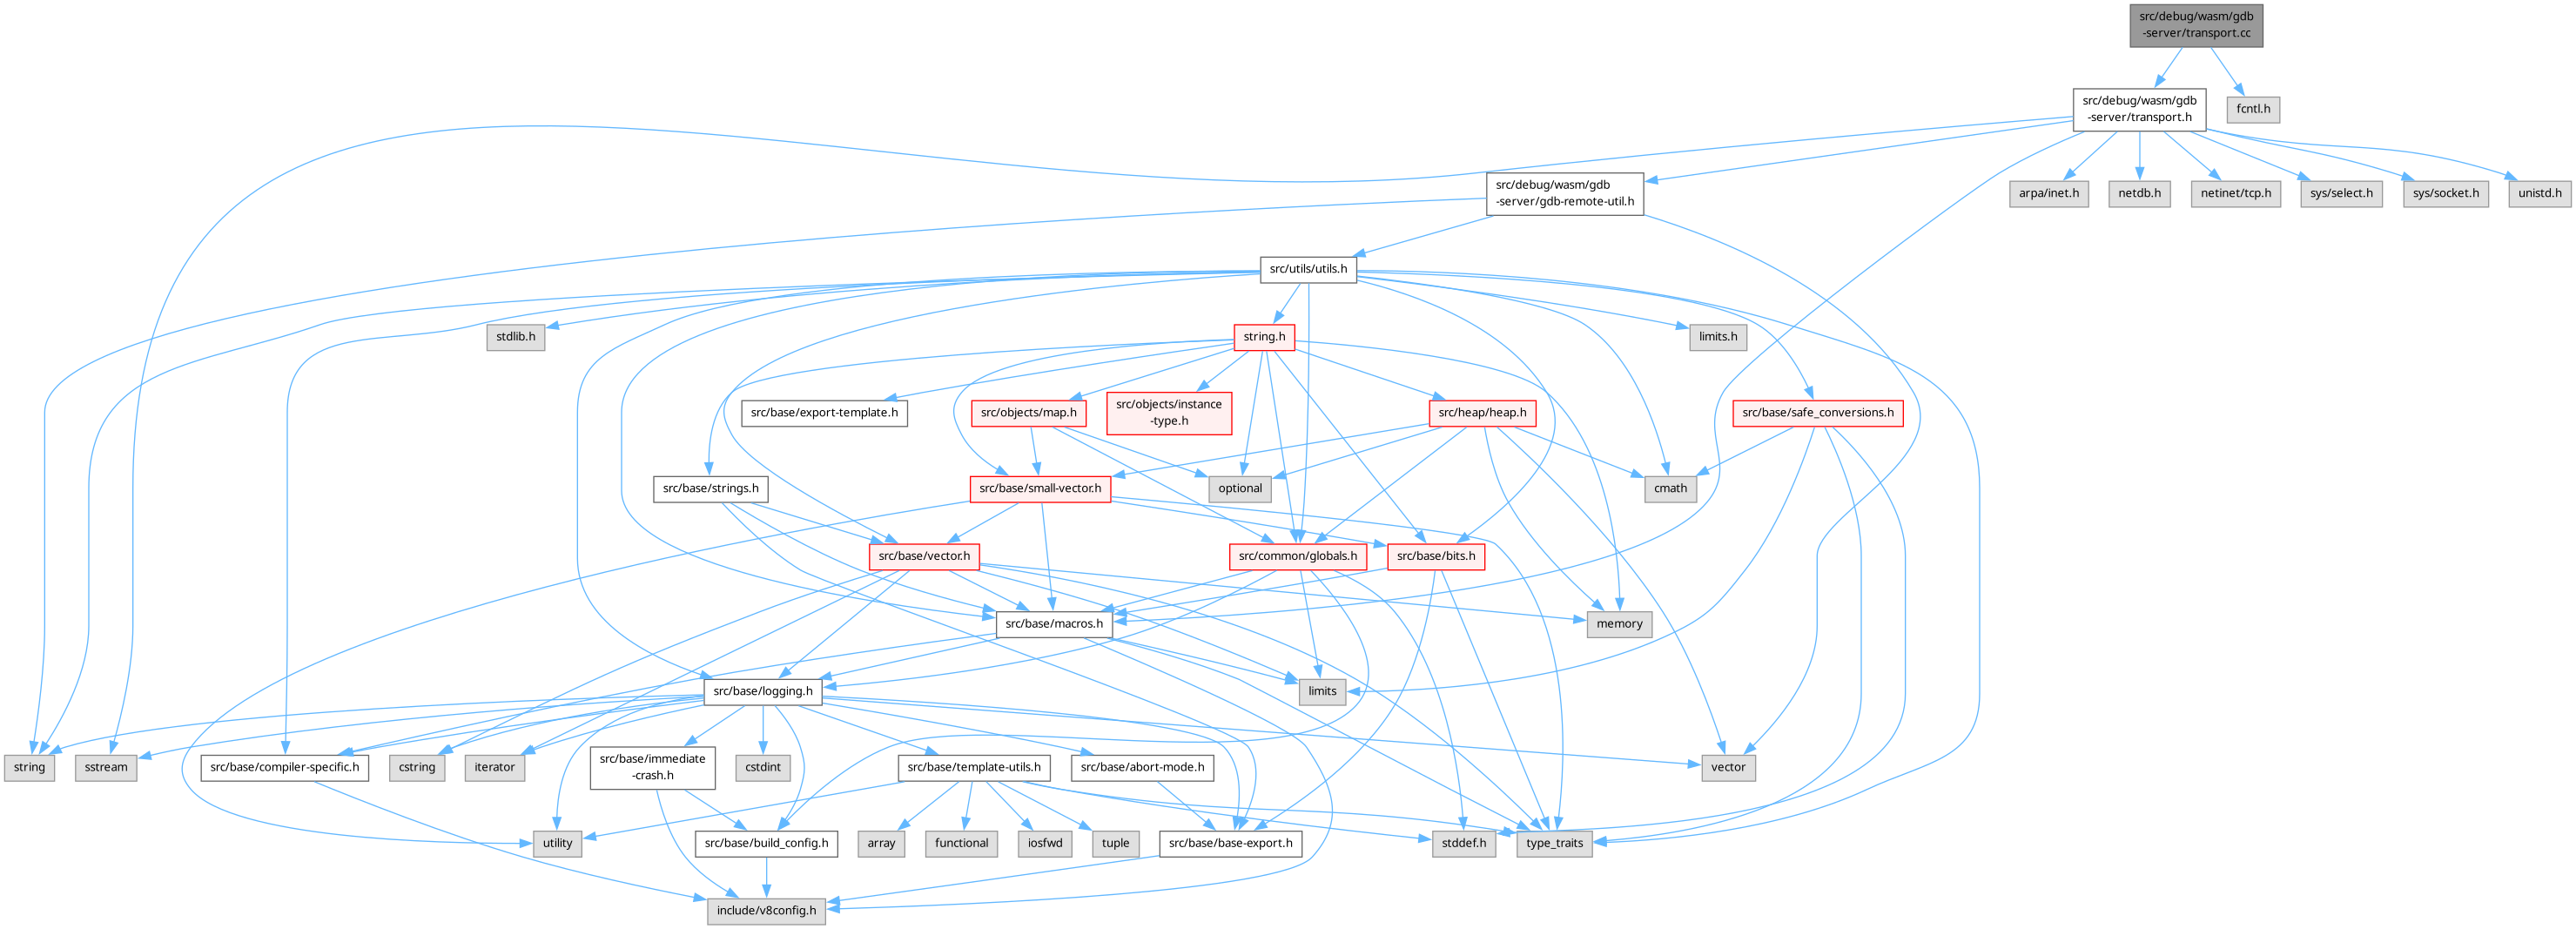 src/debug/wasm/gdb
-server/transport.cc
src/debug/wasm/gdb
-server/transport.h
fcntl.h
src/debug/wasm/gdb
-server/gdb-remote-util.h
arpa/inet.h
netdb.h
netinet/tcp.h
sys/select.h
sys/socket.h
unistd.h
src/utils/utils.h
stdlib.h
string.h
limits.h
src/base/export-template.h
src/objects/map.h
src/objects/instance
-type.h
src/heap/heap.h
src/base/safe_conversions.h
src/base/strings.h
src/base/small-vector.h
optional
cmath
src/base/vector.h
src/common/globals.h
src/base/bits.h
src/base/macros.h
memory
src/base/logging.h
limits
string
sstream
src/base/compiler-specific.h
cstring
iterator
src/base/immediate
-crash.h
cstdint
src/base/template-utils.h
src/base/abort-mode.h
vector
utility
src/base/build_config.h
array
functional
iosfwd
tuple
src/base/base-export.h
stddef.h
type_traits
include/v8config.h